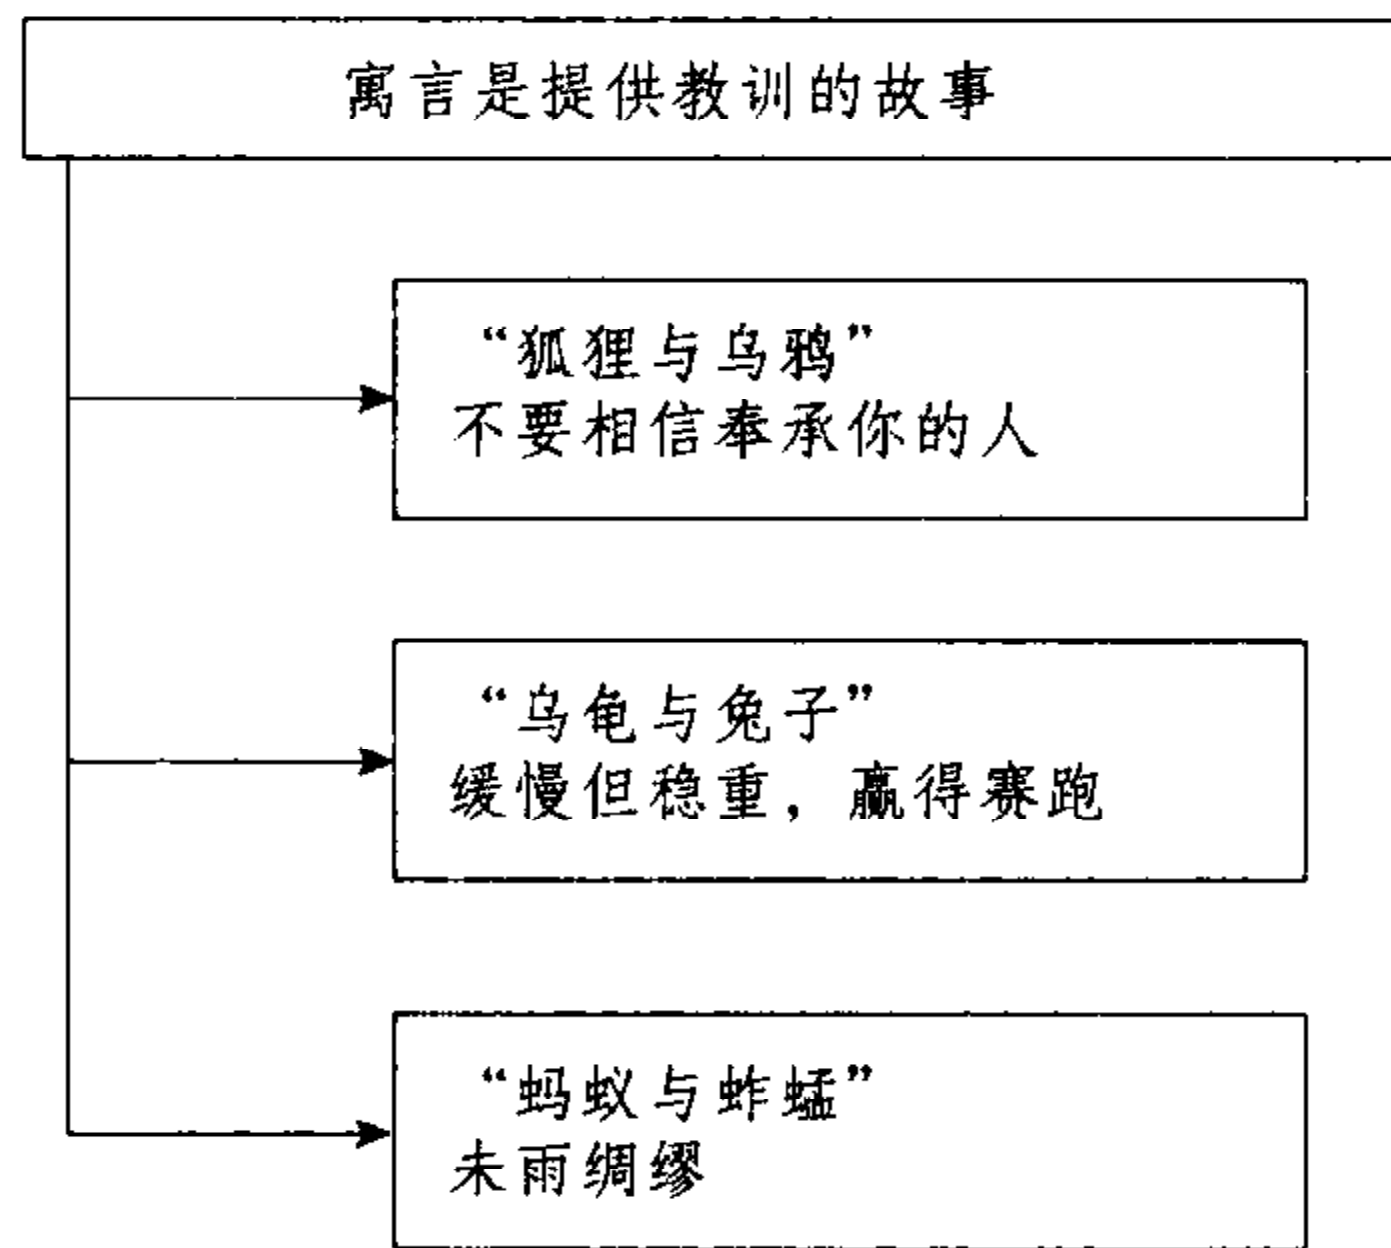 寓言是提供教训的故事
“狐狸与乌鸦”
不要相信奉承你的人
“乌龟与兔子”
缓慢但稳重，赢得赛跑
“蚂蚁与蚱蜢”
未雨绸缪